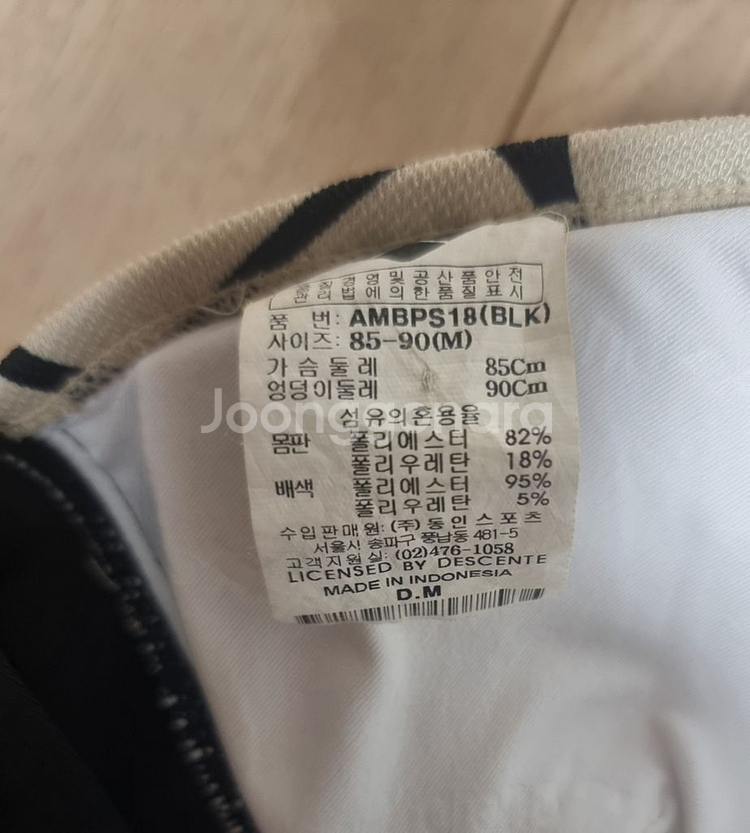 경영및공산품안전
관리법에의한품질표시
품 번: AMBPS18(BLK)
사이즈: 85-90(M)
가슴둘레 85Cm
엉덩이둘레 90Cm
섬유의혼용율
몸판 폴리에스터 82%
폴리우레탄 18%
배색 폴리에스터 95%
폴리우레탄 5%
수입판매원: (주)동인스포츠
서울시 송파구 풍납동 481-5
고객지원실: (02)476-1058
LICENSED BY DESCENTE
MADE IN INDONESIA
D.M
Joonggonara